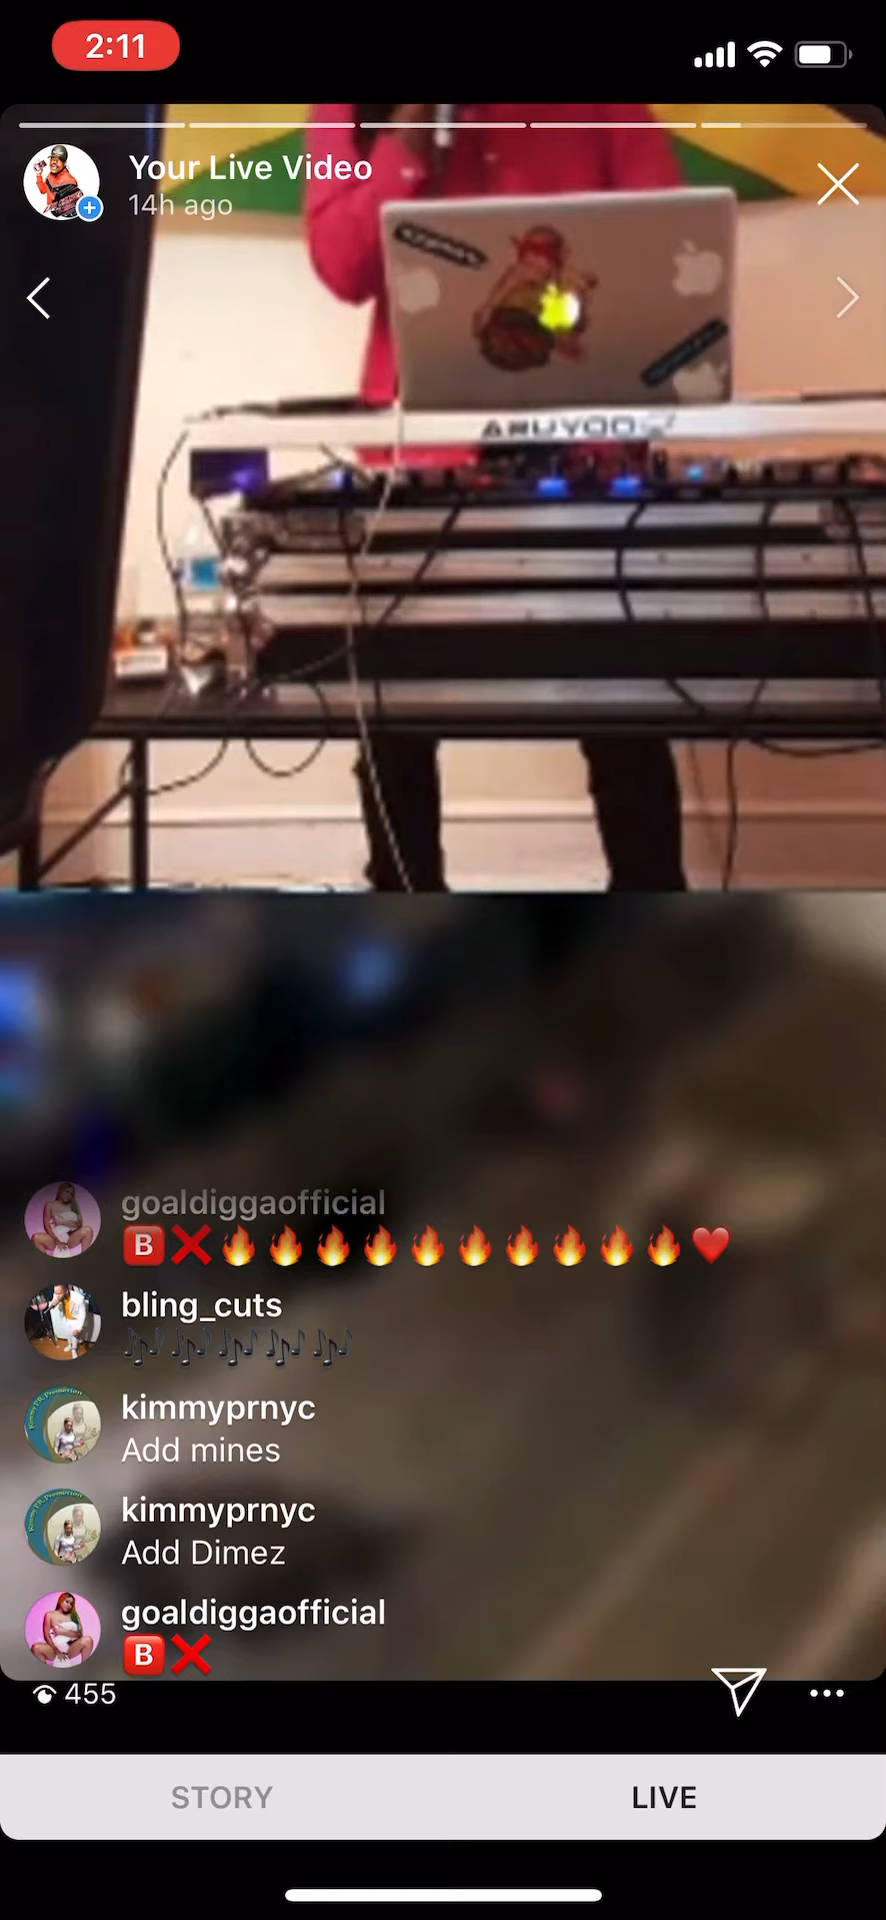 2:11
Your Live Video
14h ago
goaldiggaofficial
🅱❌🔥🔥🔥🔥🔥🔥🔥🔥🔥🔥❤️
bling_cuts
🎶🎶🎶🎶🎶
kimmyprnyc
Add mines
kimmyprnyc
Add Dimez
goaldiggaofficial
🅱❌
455
STORY
LIVE